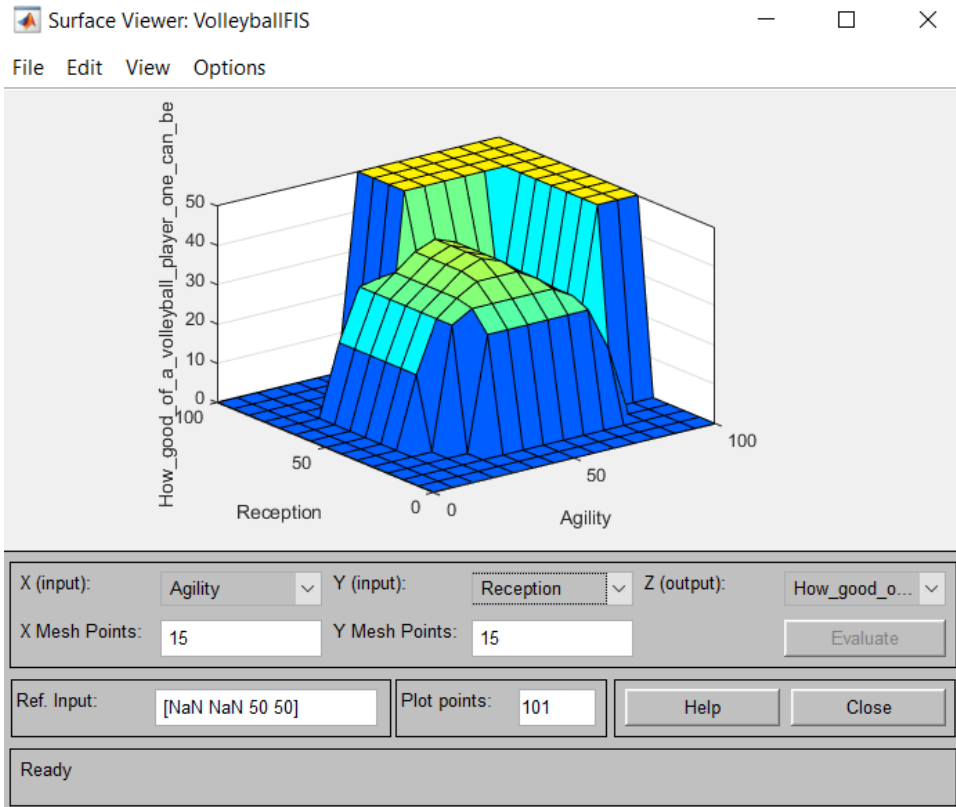 Surface Viewer: VolleyballFIS
File Edit View Options
How_good_of_a_volleyball_player_one_can_be
50
40
30
20
10
0
100
50
0
Reception
0
50
100
Agility
X (input): Agility Y (input): Reception Z (output): How_good_o...
X Mesh Points: 15 Y Mesh Points: 15 Evaluate
Ref. Input: [NaN NaN 50 50] Plot points: 101 Help Close
Ready